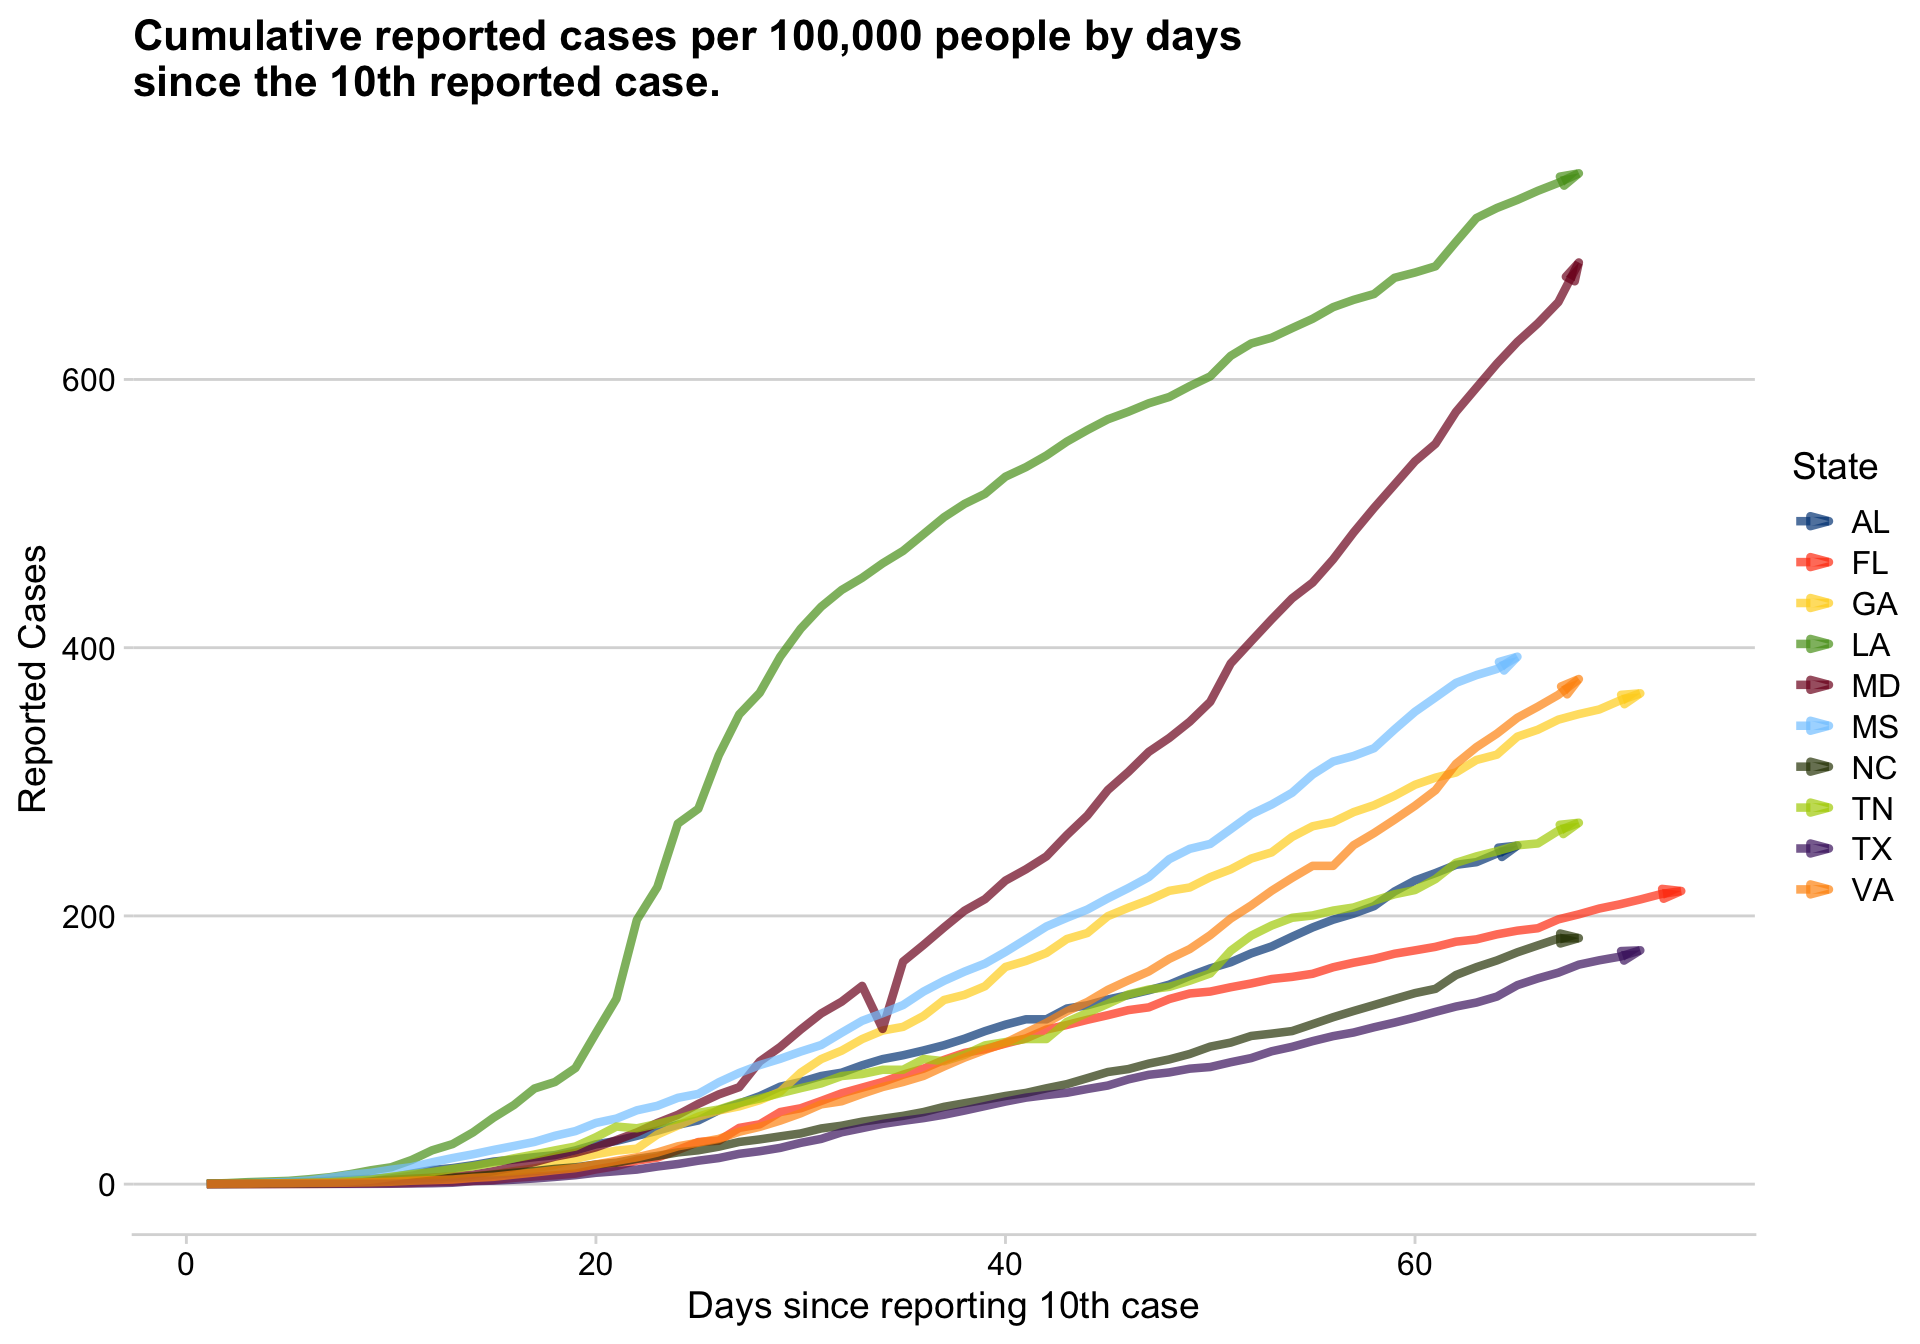 Cumulative reported cases per 100,000 people by days
since the 10th reported case.
Reported Cases
600
400
200
0
0
20
40
60
Days since reporting 10th case
State
AL
FL
GA
LA
MD
MS
NC
TN
TX
VA